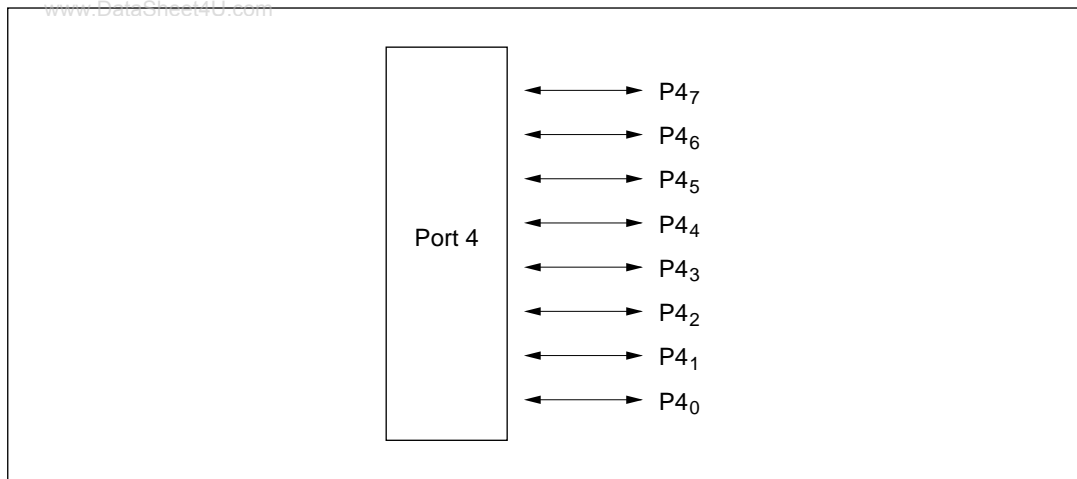 www.DataSheet4U.com
Port 4
P4₇
P4₆
P4₅
P4₄
P4₃
P4₂
P4₁
P4₀